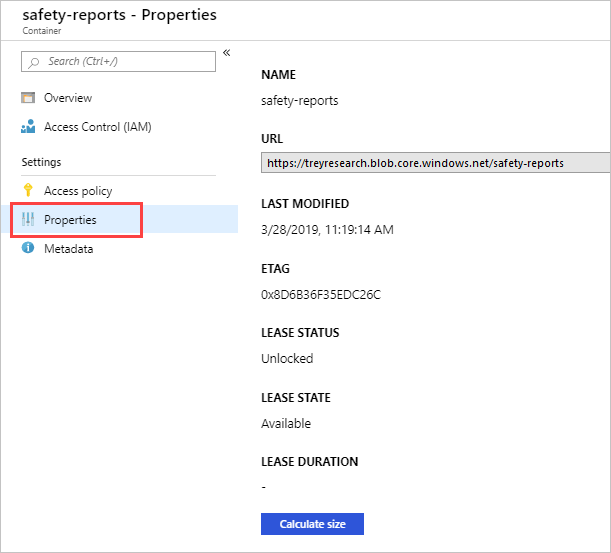 safety-reports - Properties
Container
Search (Ctrl+/)
«
Overview
Access Control (IAM)
Settings
Access policy
Properties
Metadata
NAME
safety-reports
URL
https://treyresearch.blob.core.windows.net/safety-reports
LAST MODIFIED
3/28/2019, 11:19:14 AM
ETAG
0x8D6B36F35EDC26C
LEASE STATUS
Unlocked
LEASE STATE
Available
LEASE DURATION
-
Calculate size